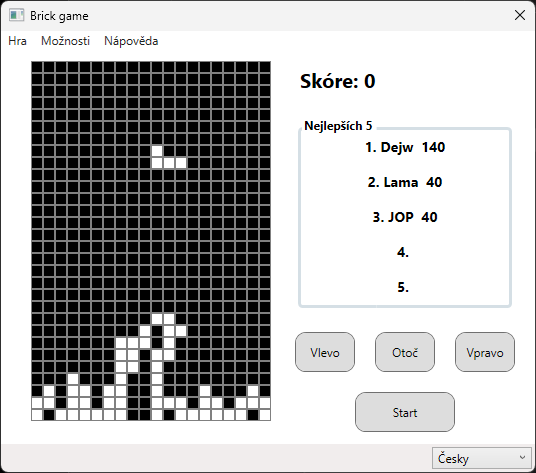 Brick game
Hra Možnosti Nápověda
Skóre: 0
Nejlepších 5
1. Dejw 140
2. Lama 40
3. JOP 40
4.
5.
Vlevo Otoč Vpravo
Start
Česky